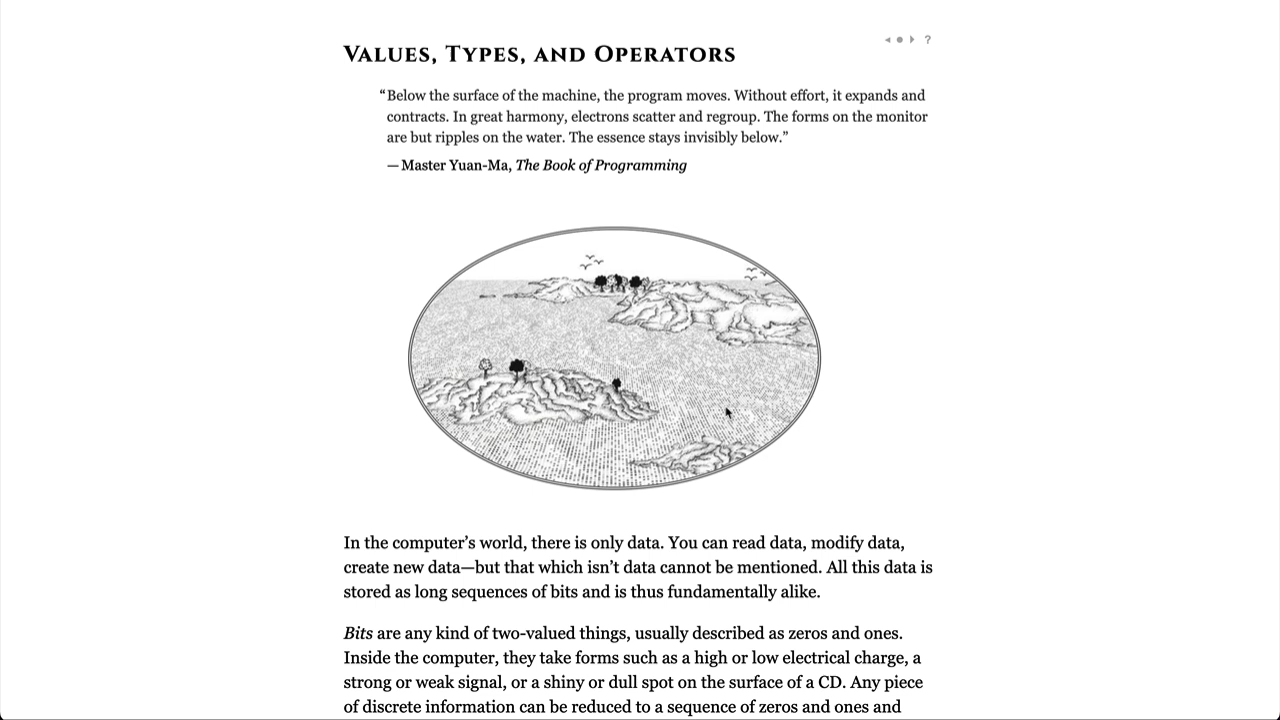 Values, Types, and Operators
?
“Below the surface of the machine, the program moves. Without effort, it expands and
contracts. In great harmony, electrons scatter and regroup. The forms on the monitor
are but ripples on the water. The essence stays invisibly below.”
— Master Yuan-Ma, The Book of Programming
In the computer’s world, there is only data. You can read data, modify data,
create new data—but that which isn’t data cannot be mentioned. All this data is
stored as long sequences of bits and is thus fundamentally alike.
Bits are any kind of two-valued things, usually described as zeros and ones.
Inside the computer, they take forms such as a high or low electrical charge, a
strong or weak signal, or a shiny or dull spot on the surface of a CD. Any piece
of discrete information can be reduced to a sequence of zeros and ones and